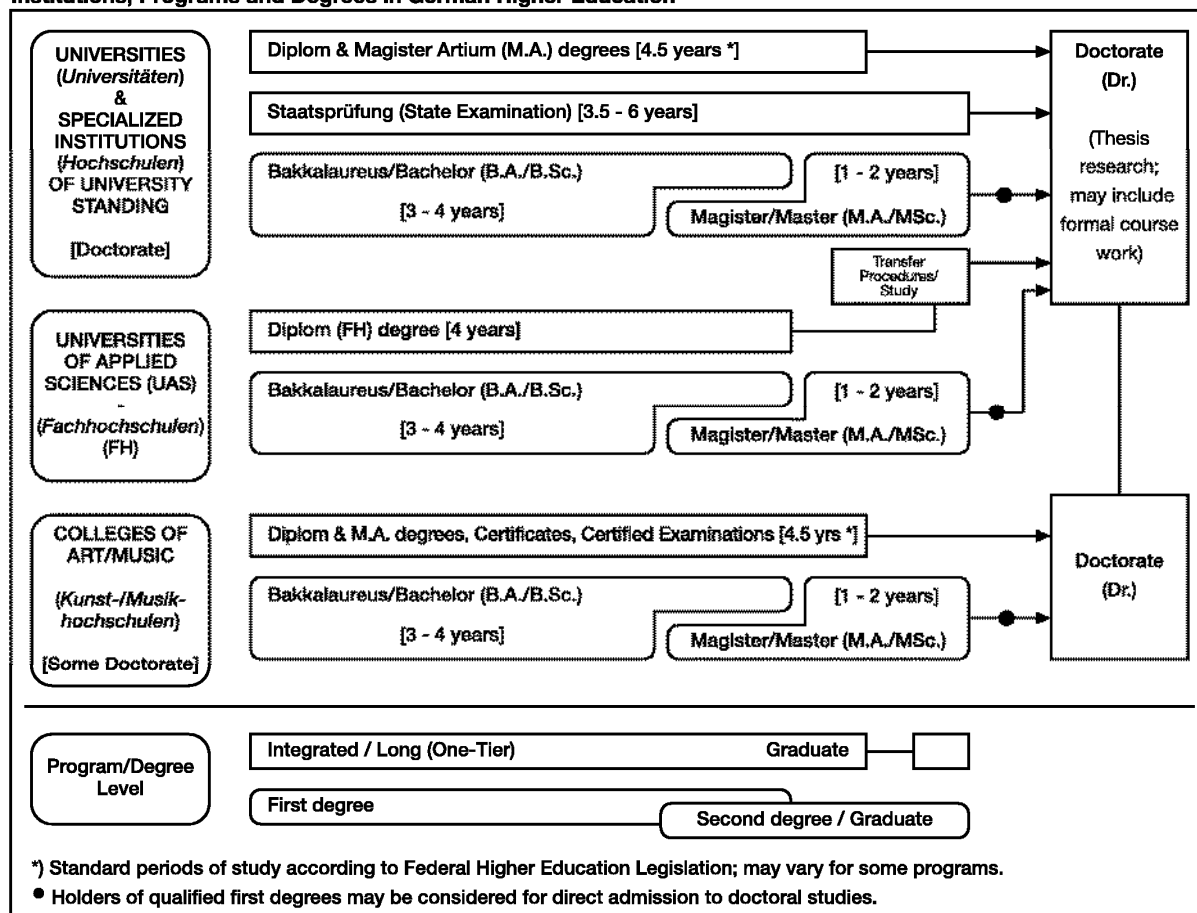 Institutions, Programs and Degrees in German Higher Education
UNIVERSITIES
(Universitäten)
&
SPECIALIZED
INSTITUTIONS
(Hochschulen)
OF UNIVERSITY
STANDING
[Doctorate]
Diplom & Magister Artium (M.A.) degrees [4.5 years *]
Staatsprüfung (State Examination) [3.5 - 6 years]
Bakkalaureus/Bachelor (B.A./B.Sc.)
[3 - 4 years]
[1 - 2 years]
Magister/Master (M.A./MSc.)
Transfer
Procedures/
Study
Doctorate
(Dr.)
(Thesis
research;
may include
formal course
work)
UNIVERSITIES
OF APPLIED
SCIENCES (UAS)
-
(Fachhochschulen)
(FH)
Diplom (FH) degree [4 years]
Bakkalaureus/Bachelor (B.A./B.Sc.)
[3 - 4 years]
[1 - 2 years]
Magister/Master (M.A./MSc.)
COLLEGES OF
ART/MUSIC
(Kunst-/Musik-
hochschulen)
[Some Doctorate]
Diplom & M.A. degrees, Certificates, Certified Examinations [4.5 yrs *]
Bakkalaureus/Bachelor (B.A./B.Sc.)
[3 - 4 years]
[1 - 2 years]
Magister/Master (M.A./MSc.)
Doctorate
(Dr.)
Program/Degree
Level
Integrated / Long (One-Tier) Graduate
First degree
Second degree / Graduate
*) Standard periods of study according to Federal Higher Education Legislation; may vary for some programs.
● Holders of qualified first degrees may be considered for direct admission to doctoral studies.